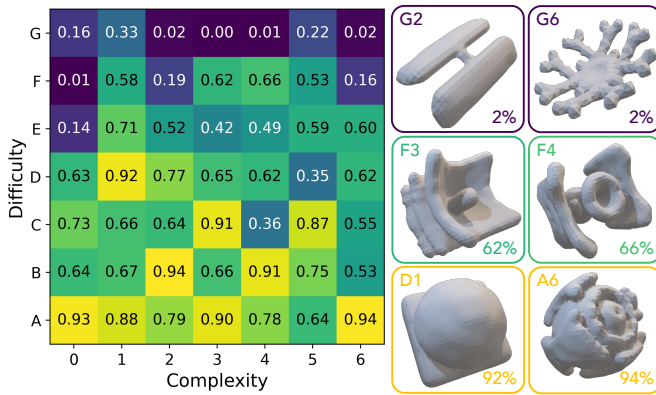 G 0.16 0.33 0.02 0.00 0.01 0.22 0.02
F 0.01 0.58 0.19 0.62 0.66 0.53 0.16
E 0.14 0.71 0.52 0.42 0.49 0.59 0.60
D 0.63 0.92 0.77 0.65 0.62 0.35 0.62
C 0.73 0.66 0.64 0.91 0.36 0.87 0.55
B 0.64 0.67 0.94 0.66 0.91 0.75 0.53
A 0.93 0.88 0.79 0.90 0.78 0.64 0.94
0 1 2 3 4 5 6
Difficulty
Complexity
G2
2%
G6
2%
F3
62%
F4
66%
D1
92%
A6
94%